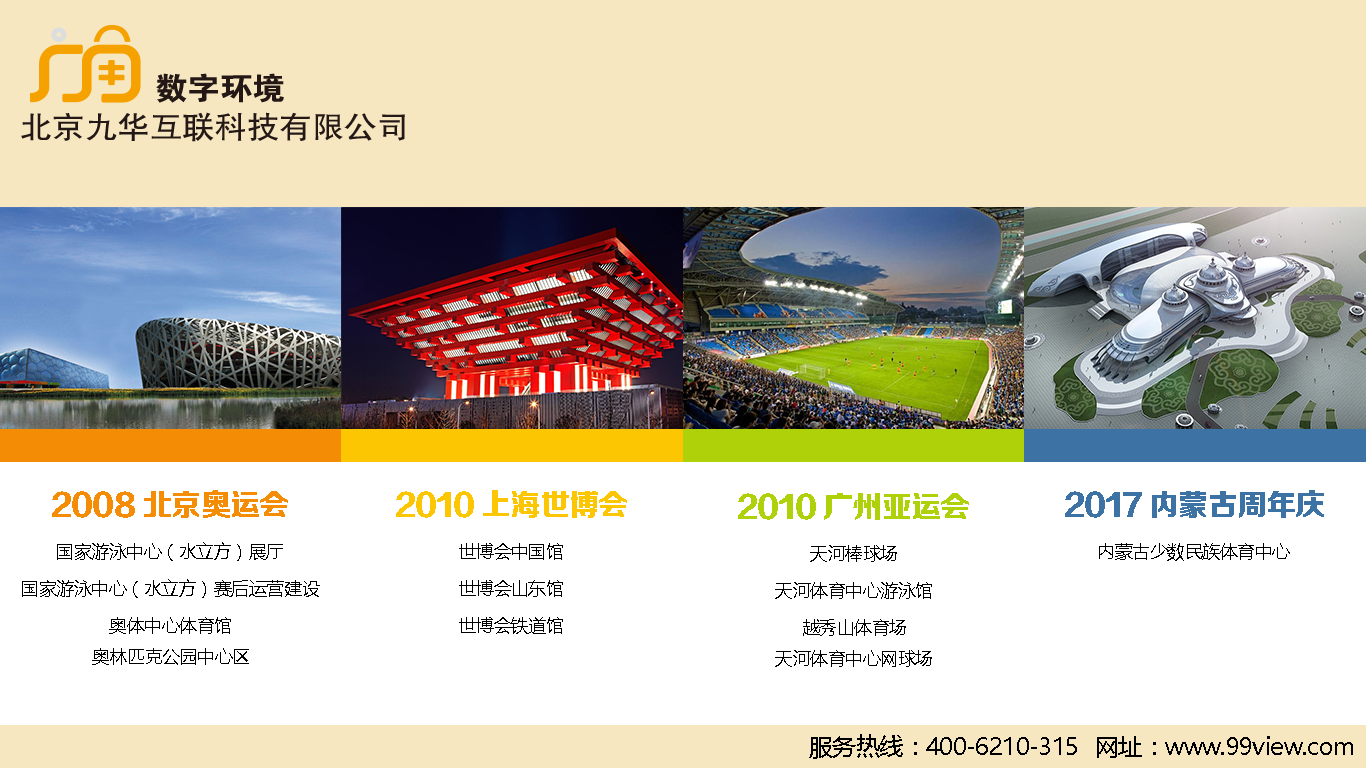 数字环境
北京九华互联科技有限公司
2008 北京奥运会
国家游泳中心（水立方）展厅
国家游泳中心（水立方）赛后运营建设
奥体中心体育馆
奥林匹克公园中心区
2010 上海世博会
世博会中国馆
世博会山东馆
世博会铁道馆
2010 广州亚运会
天河棒球场
天河体育中心游泳馆
越秀山体育场
天河体育中心网球场
2017 内蒙古周年庆
内蒙古少数民族体育中心
服务热线：400-6210-315 网址：www.99view.com